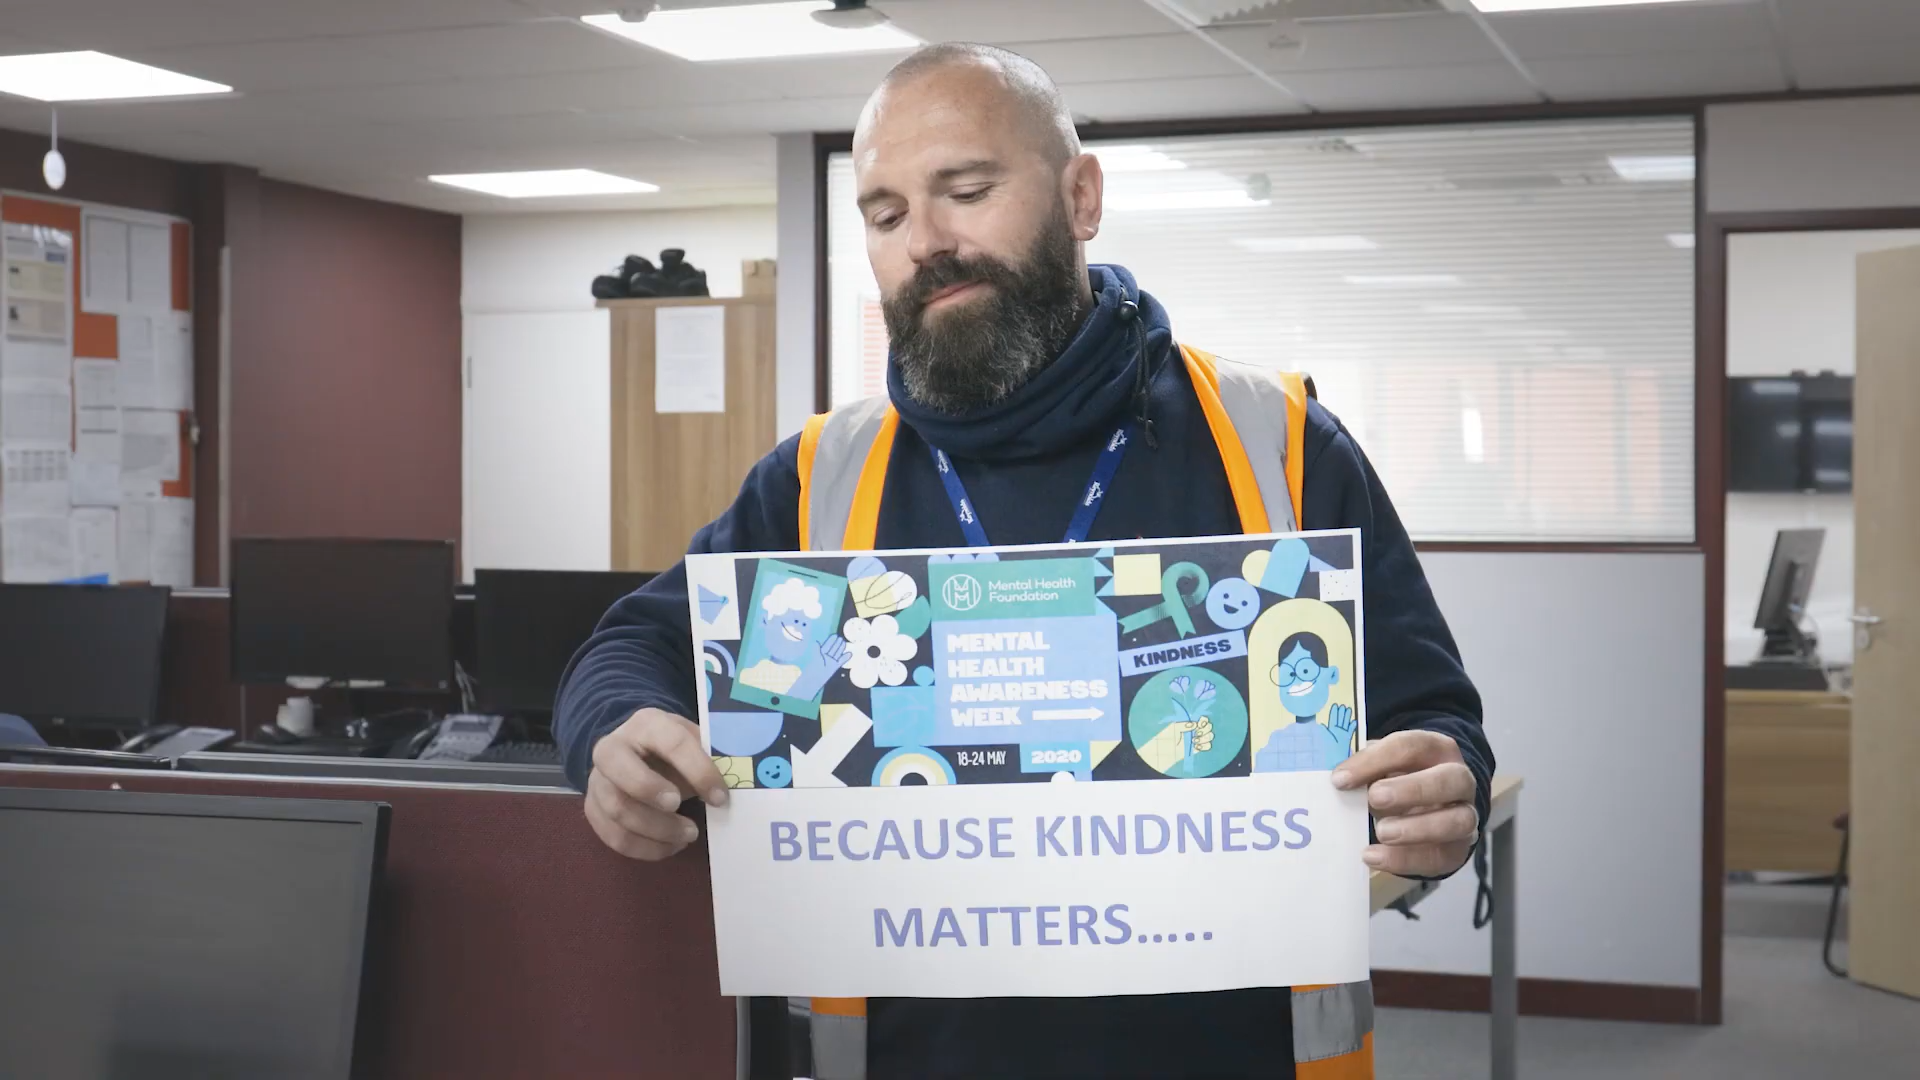 Mental Health
Foundation
MENTAL
HEALTH
AWARENESS
WEEK
18-24 MAY 2020
KINDNESS
BECAUSE KINDNESS
MATTERS.....